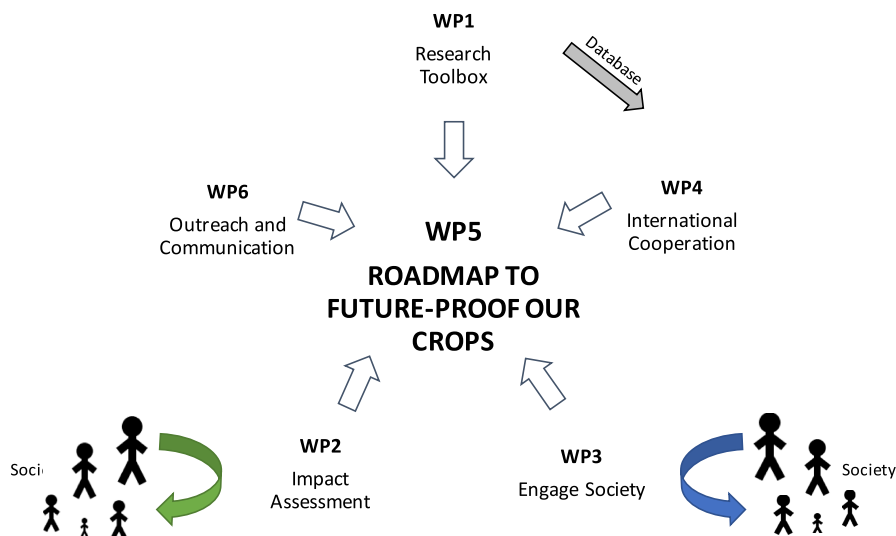 WP1
Research
Toolbox
Database
WP6
Outreach and
Communication
WP4
International
Cooperation
WP5
ROADMAP TO
FUTURE-PROOF OUR
CROPS
WP2
Impact
Assessment
WP3
Engage Society
Society